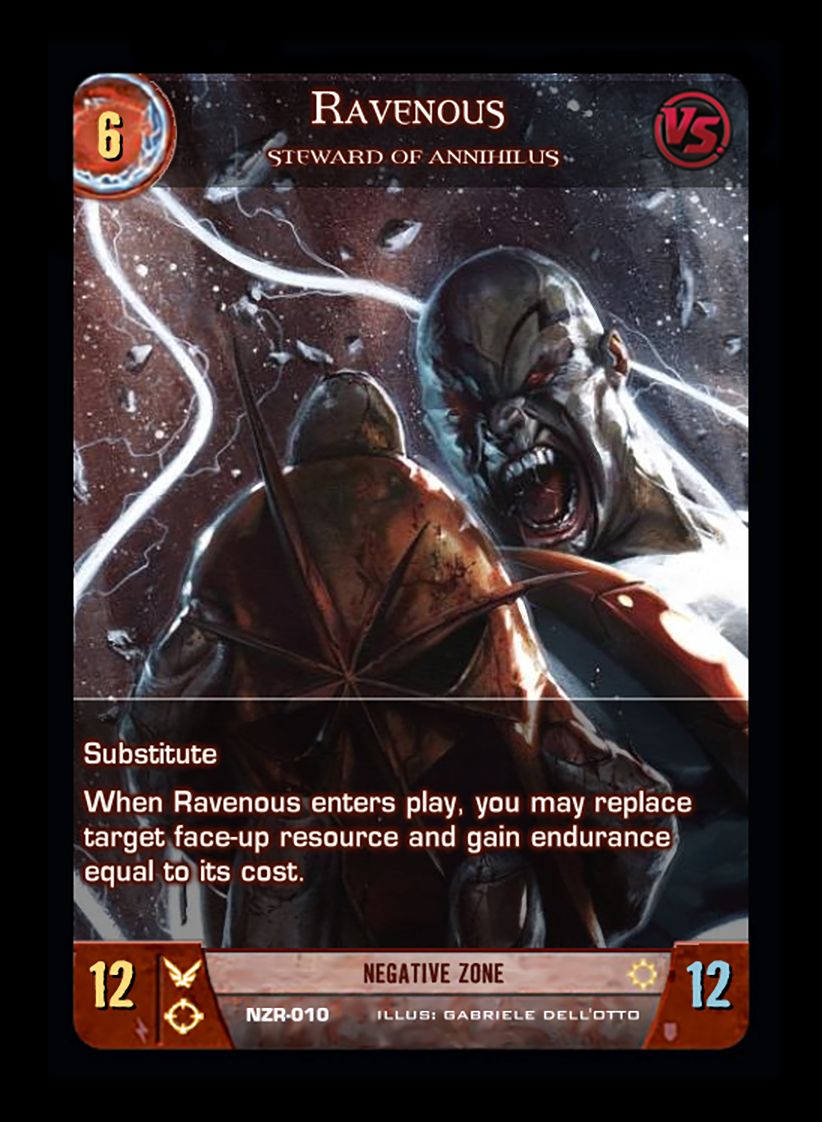 6
Ravenous
Steward of Annihilus
VS.
Substitute
When Ravenous enters play, you may replace
target face-up resource and gain endurance
equal to its cost.
12
NEGATIVE ZONE
12
NZR-010 ILLUS: GABRIELE DELL'OTTO